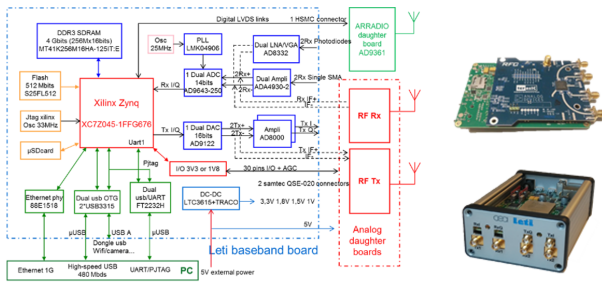 Digital LVDS links
1 HSMC connector
DDR3 SDRAM
4 Gbits (256Mx16bits)
MT41K256M16HA-125IT:E
Osc
25MHz
PLL
LMK04906
Dual LNA/VGA
AD8332
2Rx Photodiodes
ARRADIO
daughter
board
AD9361
Flash
512 Mbits
S25FL512
Xilinx Zynq
XC7Z045-1FFG676
Rx I/Q
1 Dual ADC
14bits
AD9643-250
2Rx+
2Rx-
Dual Ampli
ADA4930-2
2Rx Single SMA
Rx IF+
IF-
RF Rx
Jtag xilinx
Osc 33MHz
Tx I/Q
1 Dual DAC
16bits
AD9122
2Tx+
2Tx-
Ampli
AD8000
Tx I
Tx Q
Tx IF+
IF-
µSDcard
Uart1
Pjtag
I/O 3V3 or 1V8
30 pins I/O + AGC
RF Tx
2 samtec QSE-020 connectors
Ethernet phy
88E1518
Dual usb OTG
2*USB3315
Dual
usb/UART
FT2232H
DC-DC
LTC3615+TRACO
3,3V 1,8V 1,5V 1V
5V
Analog
daughter
boards
µUSB
USB A
µUSB
Dongle usb
Wifi/camera...
Leti baseband board
Ethernet 1G
High-speed USB
480 Mbds
UART/PJTAG
PC
5V external power
Leti